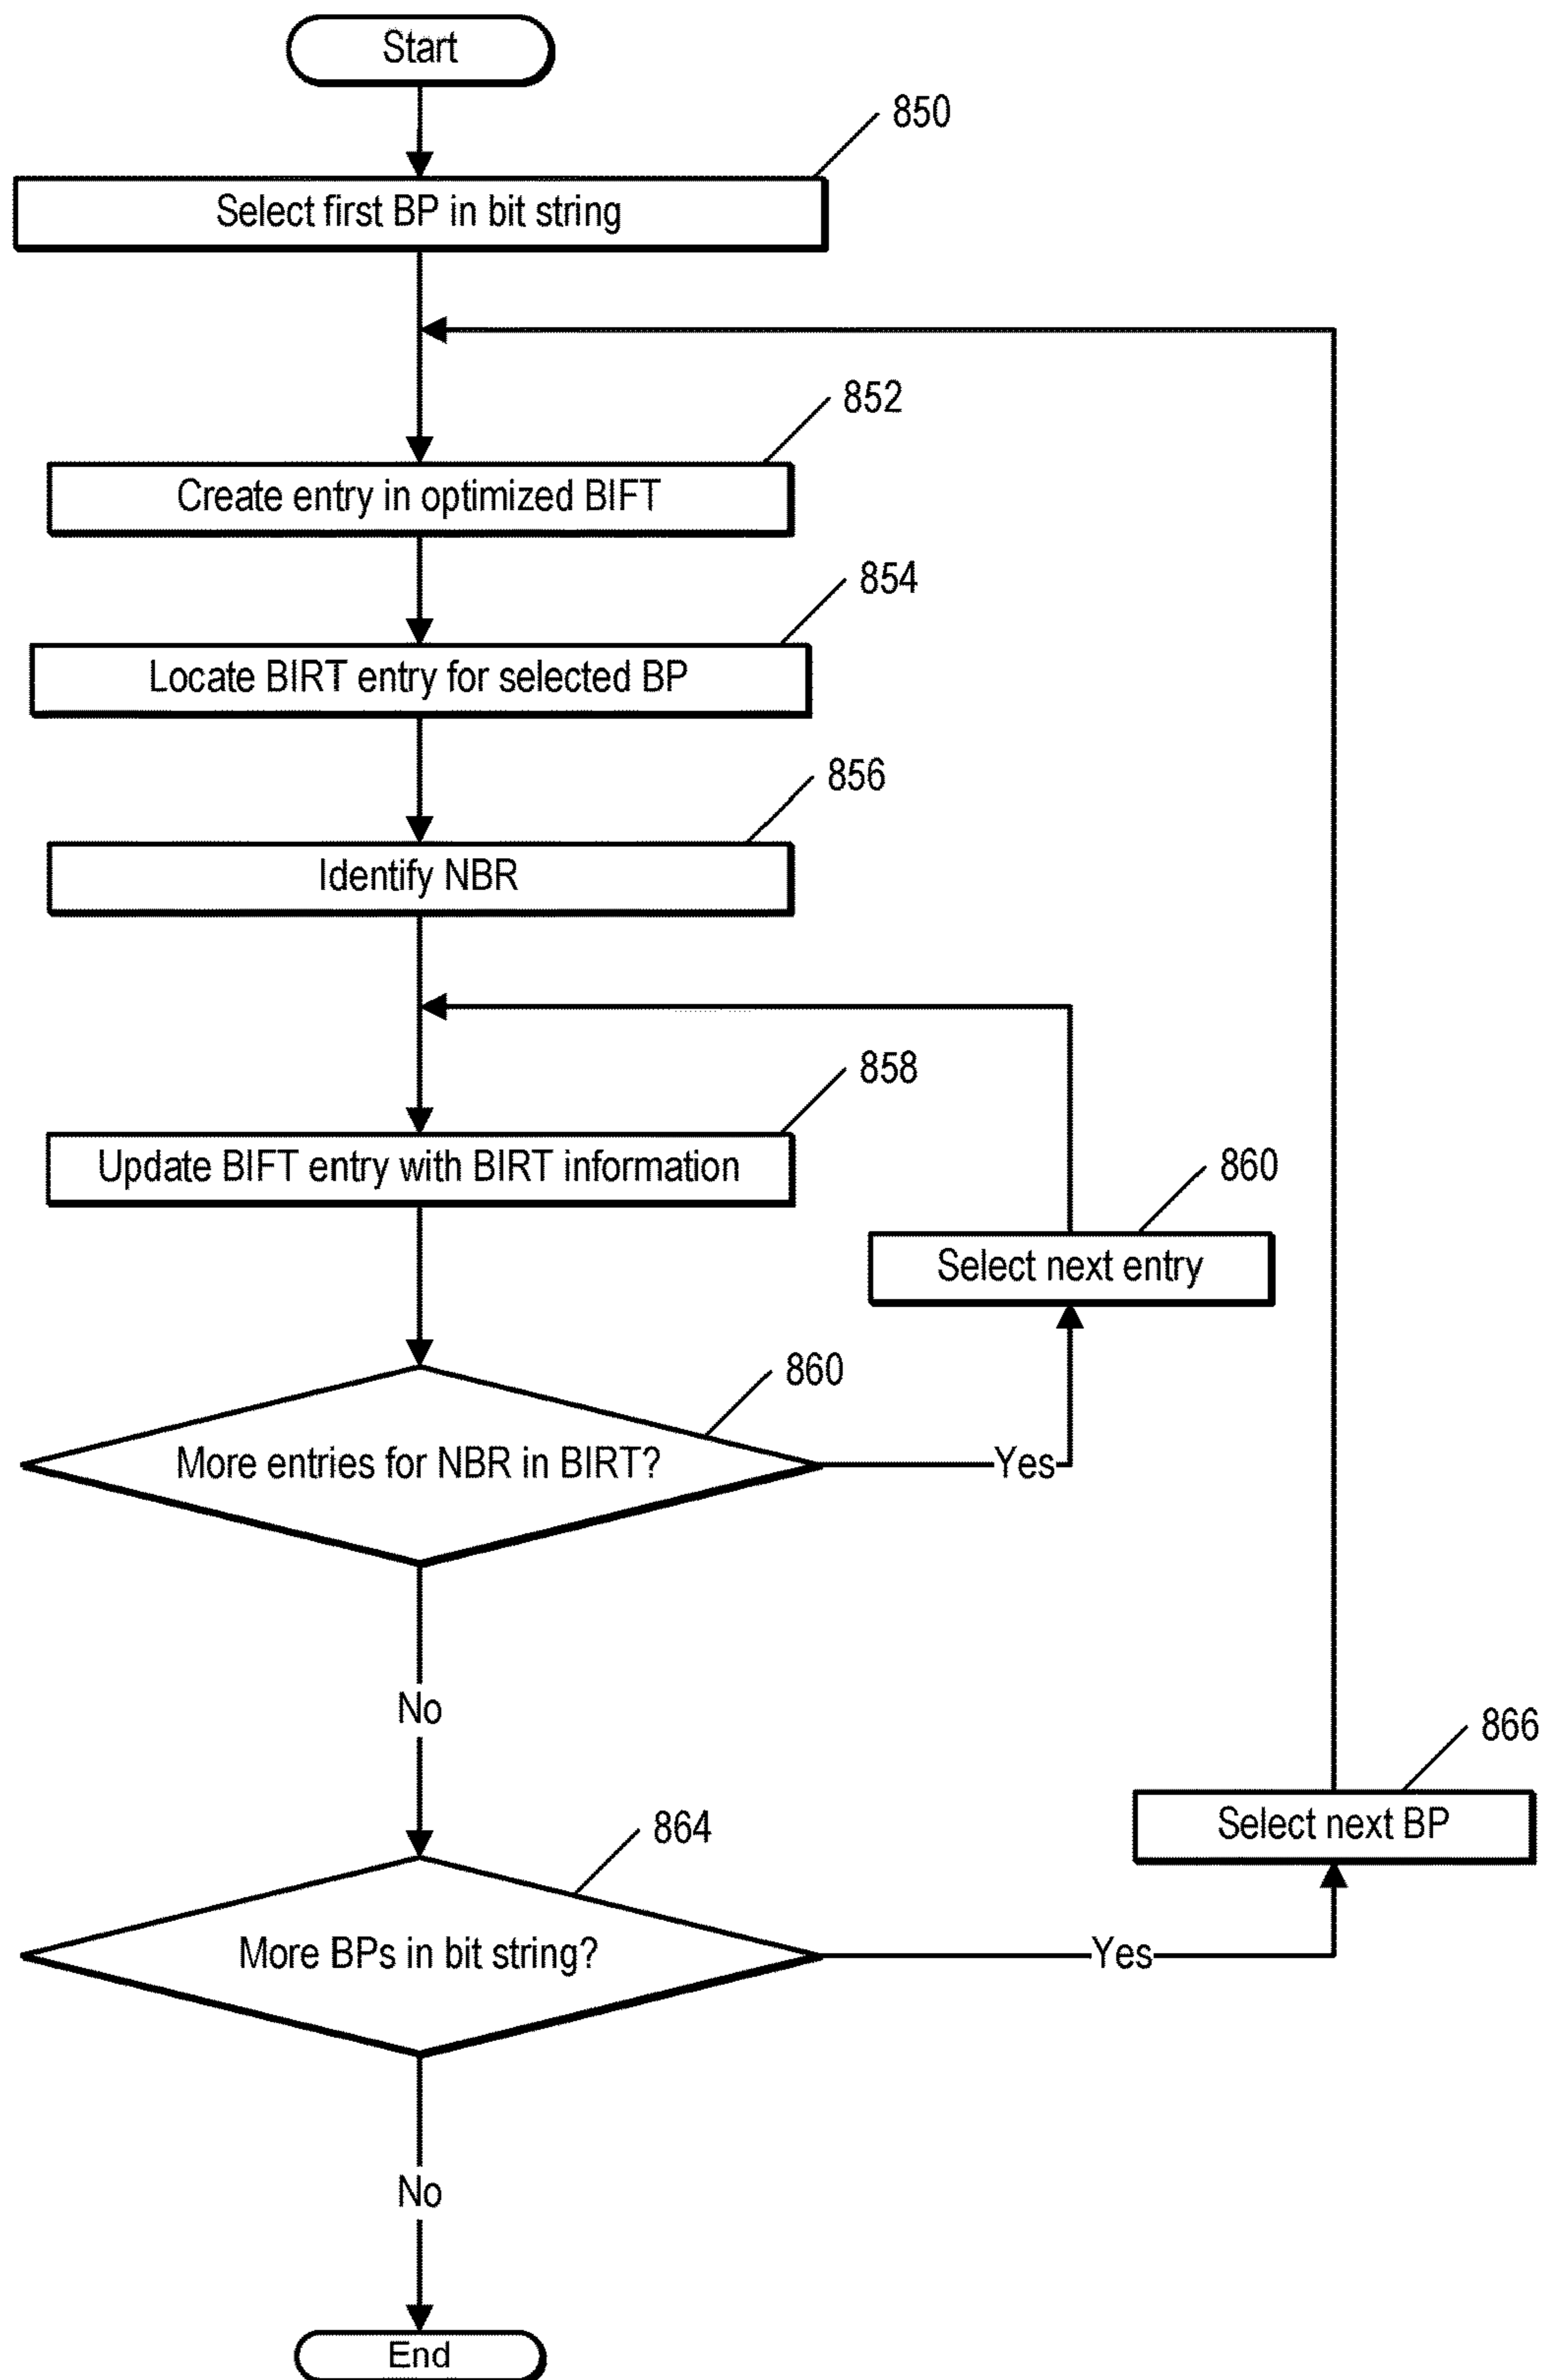 Start
850
Select first BP in bit string
852
Create entry in optimized BIFT
854
Locate BIRT entry for selected BP
856
Identify NBR
858
Update BIFT entry with BIRT information
860
Select next entry
860
More entries for NBR in BIRT?
Yes
No
866
Select next BP
864
More BPs in bit string?
Yes
No
End